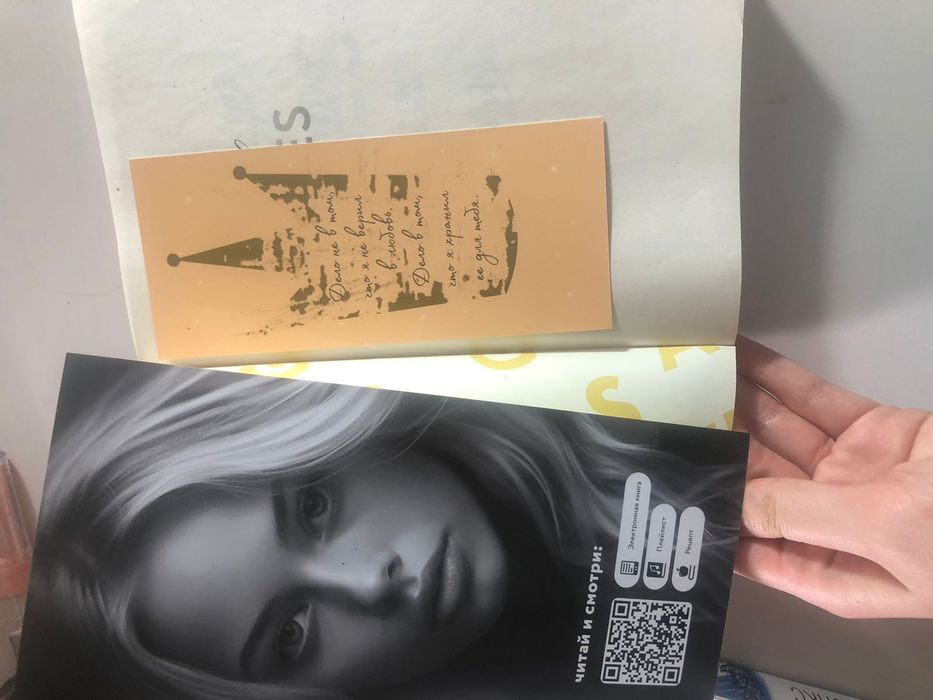 ES
Дело не в том,
что я не верил
в любовь.
Дело в том,
что я хранил
ее для тебя.
S
A
читай и смотри:
Электронная книга
Плейлист
Рецепт